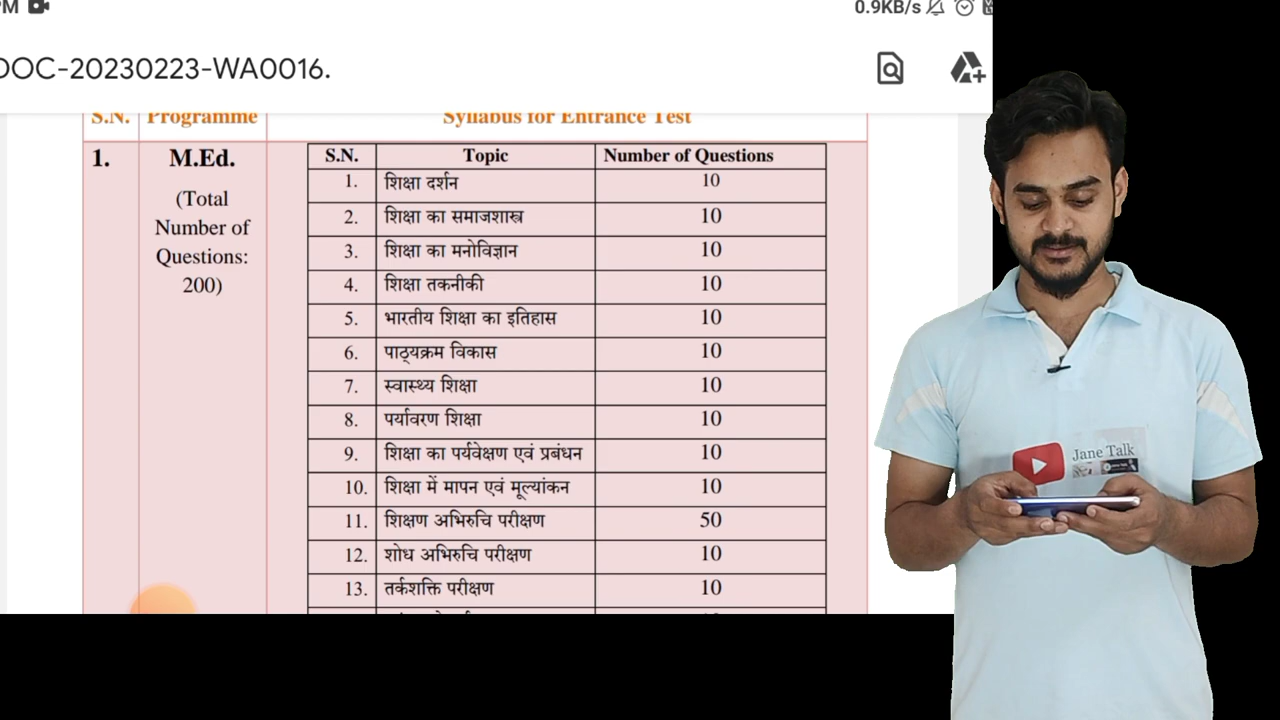 PM
0.9KB/s
DOC-20230223-WA0016.
S.N. Programme Syllabus for Entrance Test
1. M.Ed.
(Total
Number of
Questions:
200)
S.N. Topic Number of Questions
1. शिक्षा दर्शन 10
2. शिक्षा का समाजशास्त्र 10
3. शिक्षा का मनोविज्ञान 10
4. शिक्षा तकनीकी 10
5. भारतीय शिक्षा का इतिहास 10
6. पाठ्यक्रम विकास 10
7. स्वास्थ्य शिक्षा 10
8. पर्यावरण शिक्षा 10
9. शिक्षा का पर्यवेक्षण एवं प्रबंधन 10
10. शिक्षा में मापन एवं मूल्यांकन 10
11. शिक्षण अभिरुचि परीक्षण 50
12. शोध अभिरुचि परीक्षण 10
13. तर्कशक्ति परीक्षण 10
Jane Talk